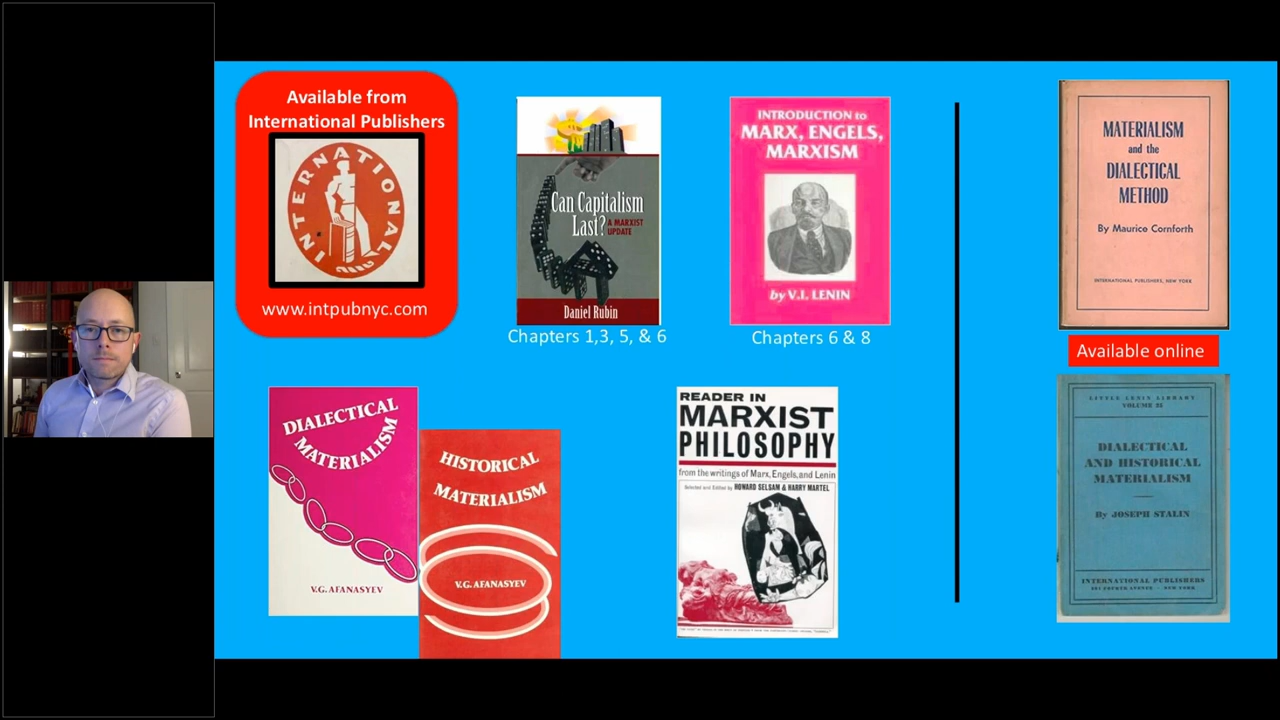 Available from
International Publishers
INTERNATIONAL
www.intpubnyc.com
Can Capitalism
Last?
A MARXIST
UPDATE
Daniel Rubin
Chapters 1,3, 5, & 6
INTRODUCTION to
MARX, ENGELS,
MARXISM
by V.I. LENIN
Chapters 6 & 8
DIALECTICAL
MATERIALISM
V.G. AFANASYEV
HISTORICAL
MATERIALISM
V.G. AFANASYEV
READER IN
MARXIST
PHILOSOPHY
from the writings of Marx, Engels, and Lenin
Selected and Edited by HOWARD SELSAM & HARRY MARTEL
MATERIALISM
and the
DIALECTICAL
METHOD
By Maurice Cornforth
INTERNATIONAL PUBLISHERS, NEW YORK
Available online
LITTLE LENIN LIBRARY
VOLUME 25
DIALECTICAL
AND HISTORICAL
MATERIALISM
By JOSEPH STALIN
INTERNATIONAL PUBLISHERS